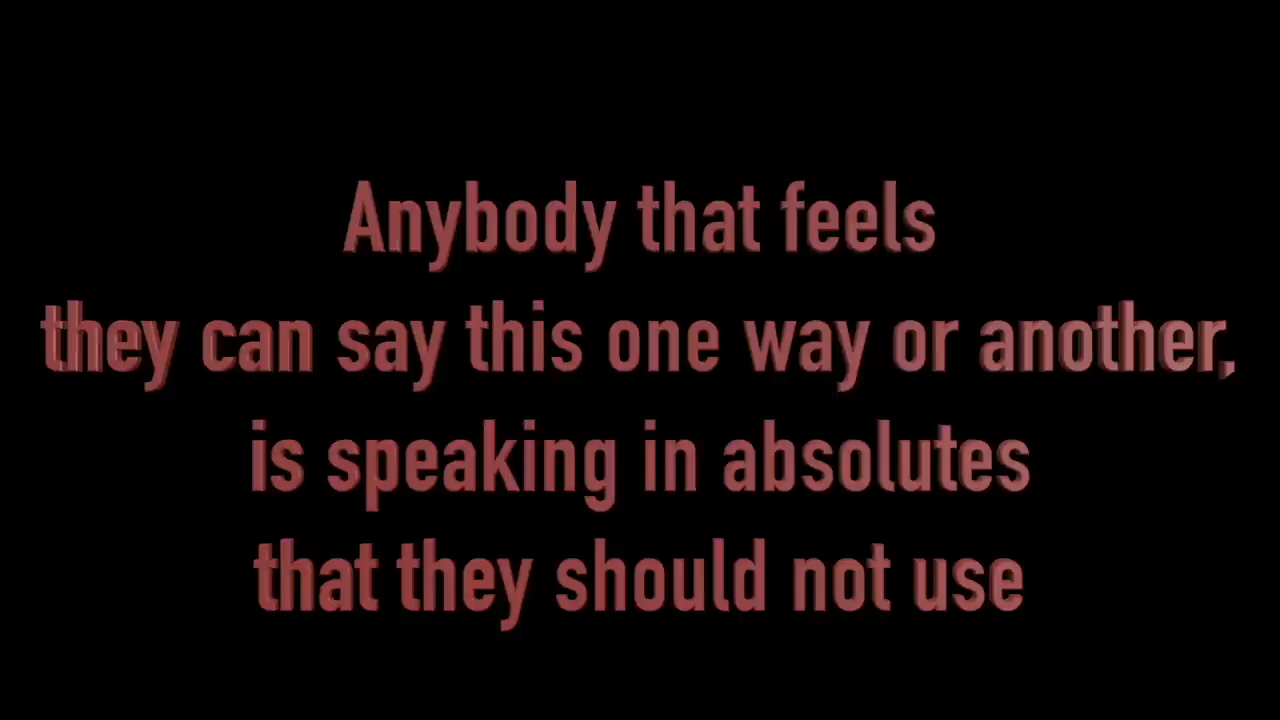 Anybody that feels
they can say this one way or another,
is speaking in absolutes
that they should not use